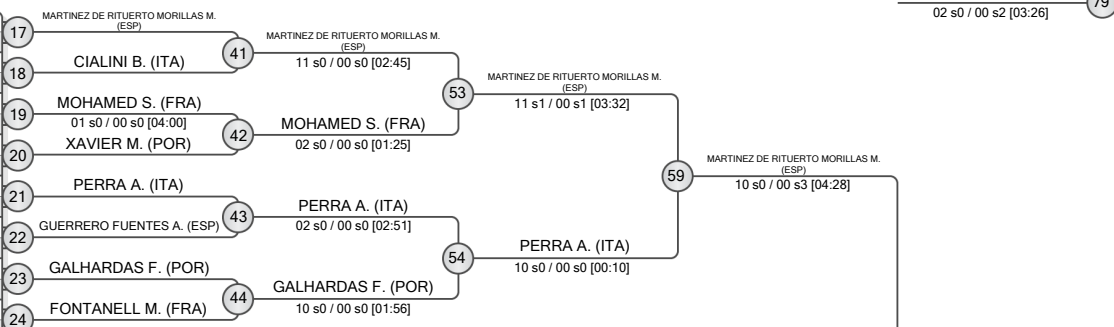 79
02 s0 / 00 s2 [03:26]
MARTINEZ DE RITUERTO MORILLAS M.
(ESP)
17
MARTINEZ DE RITUERTO MORILLAS M.
(ESP)
41
11 s0 / 00 s0 [02:45]
CIALINI B. (ITA)
18
MARTINEZ DE RITUERTO MORILLAS M.
(ESP)
53
11 s1 / 00 s1 [03:32]
MOHAMED S. (FRA)
19
01 s0 / 00 s0 [04:00]
42
MOHAMED S. (FRA)
02 s0 / 00 s0 [01:25]
XAVIER M. (POR)
20
MARTINEZ DE RITUERTO MORILLAS M.
(ESP)
59
10 s0 / 00 s3 [04:28]
PERRA A. (ITA)
21
PERRA A. (ITA)
43
02 s0 / 00 s0 [02:51]
GUERRERO FUENTES A. (ESP)
22
PERRA A. (ITA)
54
10 s0 / 00 s0 [00:10]
GALHARDAS F. (POR)
23
GALHARDAS F. (POR)
44
10 s0 / 00 s0 [01:56]
FONTANELL M. (FRA)
24